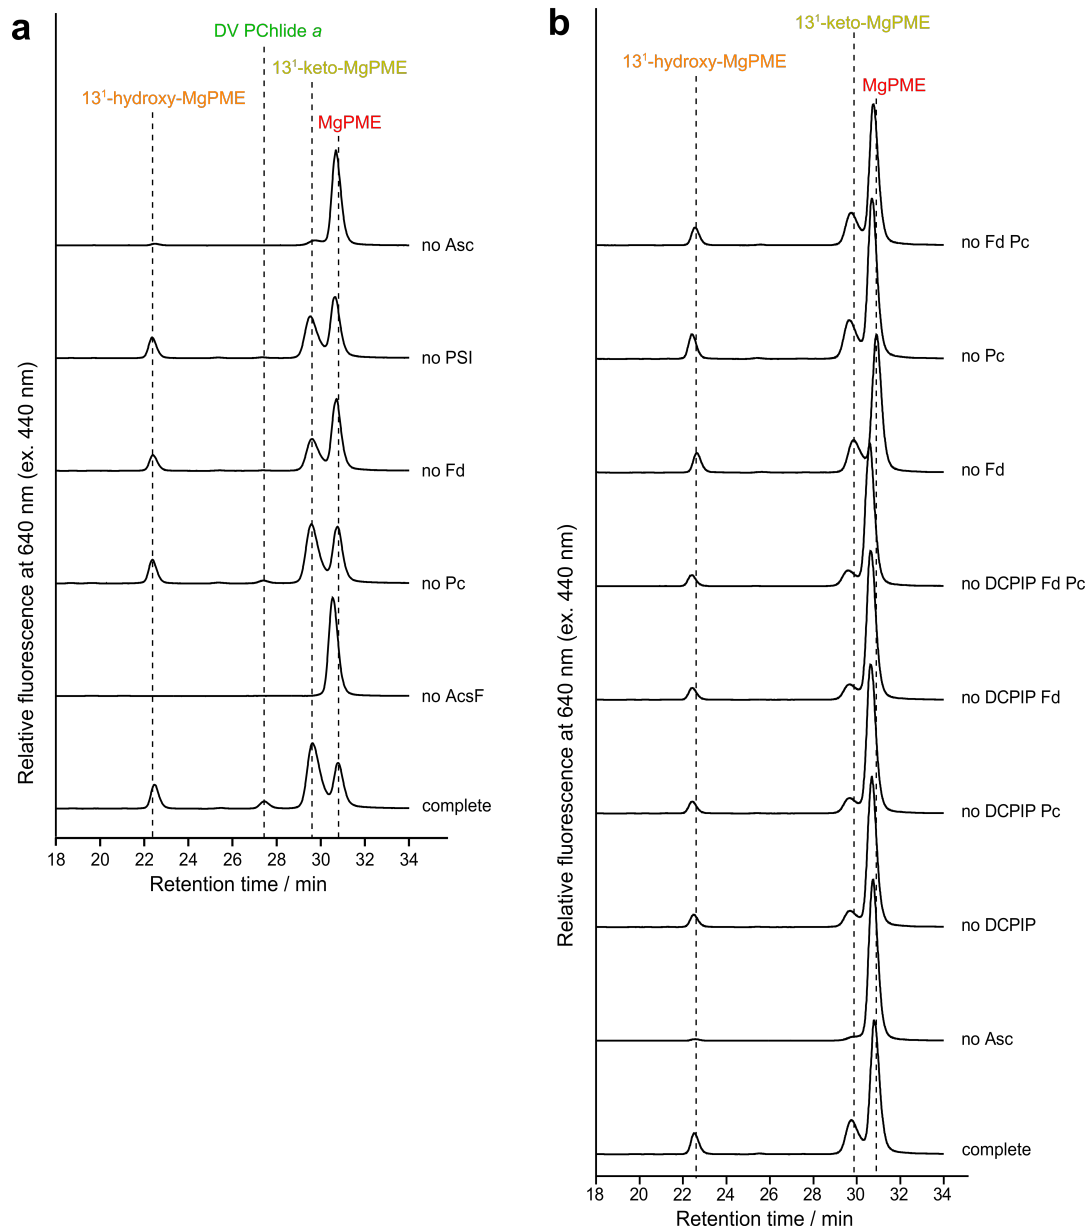 a
DV PChlide a
13¹-keto-MgPME
13¹-hydroxy-MgPME
MgPME
no Asc
no PSI
no Fd
no Pc
no AcsF
complete
Relative fluorescence at 640 nm (ex. 440 nm)
18 20 22 24 26 28 30 32 34
Retention time / min
b
13¹-keto-MgPME
13¹-hydroxy-MgPME
MgPME
no Fd Pc
no Pc
no Fd
no DCPIP Fd Pc
no DCPIP Fd
no DCPIP Pc
no DCPIP
no Asc
complete
Relative fluorescence at 640 nm (ex. 440 nm)
18 20 22 24 26 28 30 32 34
Retention time / min